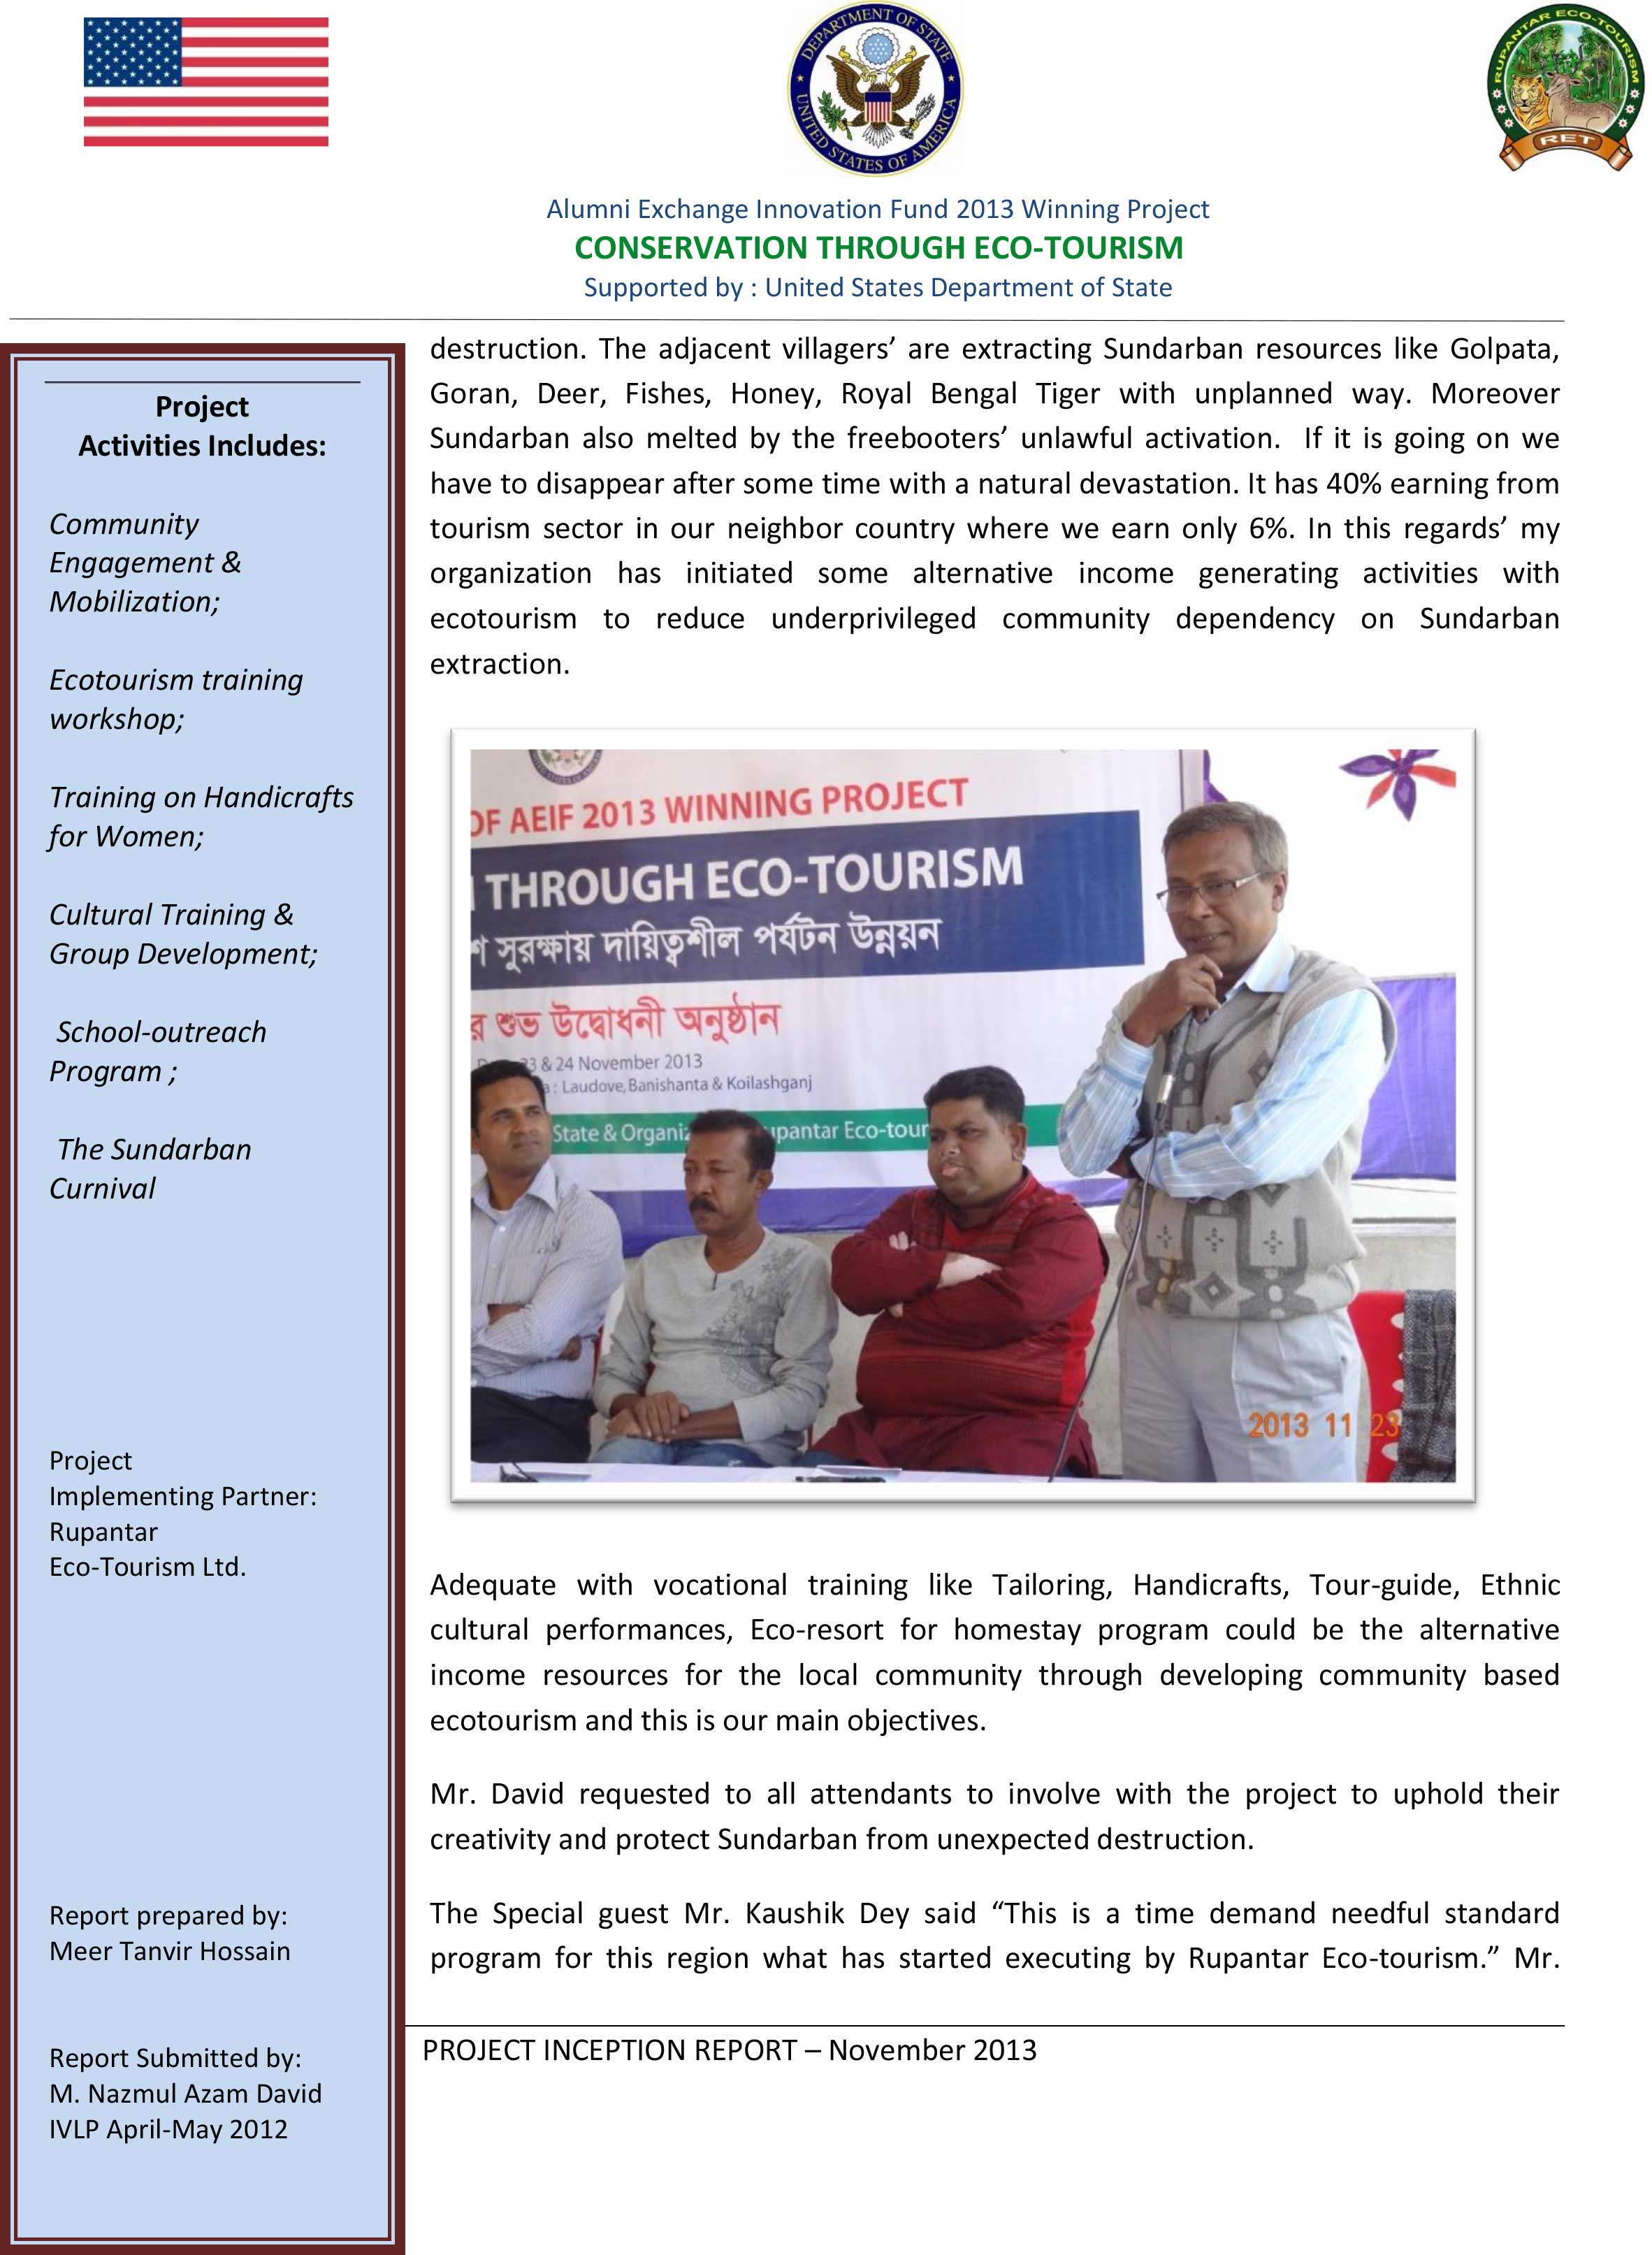 DEPARTMENT OF STATE
UNITED STATES OF AMERICA
RUPANTAR ECO-TOURISM
RET
Alumni Exchange Innovation Fund 2013 Winning Project
CONSERVATION THROUGH ECO-TOURISM
Supported by : United States Department of State
Project
Activities Includes:
Community
Engagement &
Mobilization;
Ecotourism training
workshop;
Training on Handicrafts
for Women;
Cultural Training &
Group Development;
School-outreach
Program ;
The Sundarban
Curnival
Project
Implementing Partner:
Rupantar
Eco-Tourism Ltd.
Report prepared by:
Meer Tanvir Hossain
Report Submitted by:
M. Nazmul Azam David
IVLP April-May 2012
destruction. The adjacent villagers’ are extracting Sundarban resources like Golpata,
Goran, Deer, Fishes, Honey, Royal Bengal Tiger with unplanned way. Moreover
Sundarban also melted by the freebooters’ unlawful activation. If it is going on we
have to disappear after some time with a natural devastation. It has 40% earning from
tourism sector in our neighbor country where we earn only 6%. In this regards’ my
organization has initiated some alternative income generating activities with
ecotourism to reduce underprivileged community dependency on Sundarban
extraction.
OF AEIF 2013 WINNING PROJECT
THROUGH ECO-TOURISM
সুরক্ষায় দায়িত্বশীল পর্যটন উন্নয়ন
র শুভ উদ্বোধনী অনুষ্ঠান
23 & 24 November 2013
: Laudove, Banishanta & Koilashganj
State & Organiz upantar Eco-tour
2013 11 23
Adequate with vocational training like Tailoring, Handicrafts, Tour-guide, Ethnic
cultural performances, Eco-resort for homestay program could be the alternative
income resources for the local community through developing community based
ecotourism and this is our main objectives.
Mr. David requested to all attendants to involve with the project to uphold their
creativity and protect Sundarban from unexpected destruction.
The Special guest Mr. Kaushik Dey said “This is a time demand needful standard
program for this region what has started executing by Rupantar Eco-tourism.” Mr.
PROJECT INCEPTION REPORT – November 2013